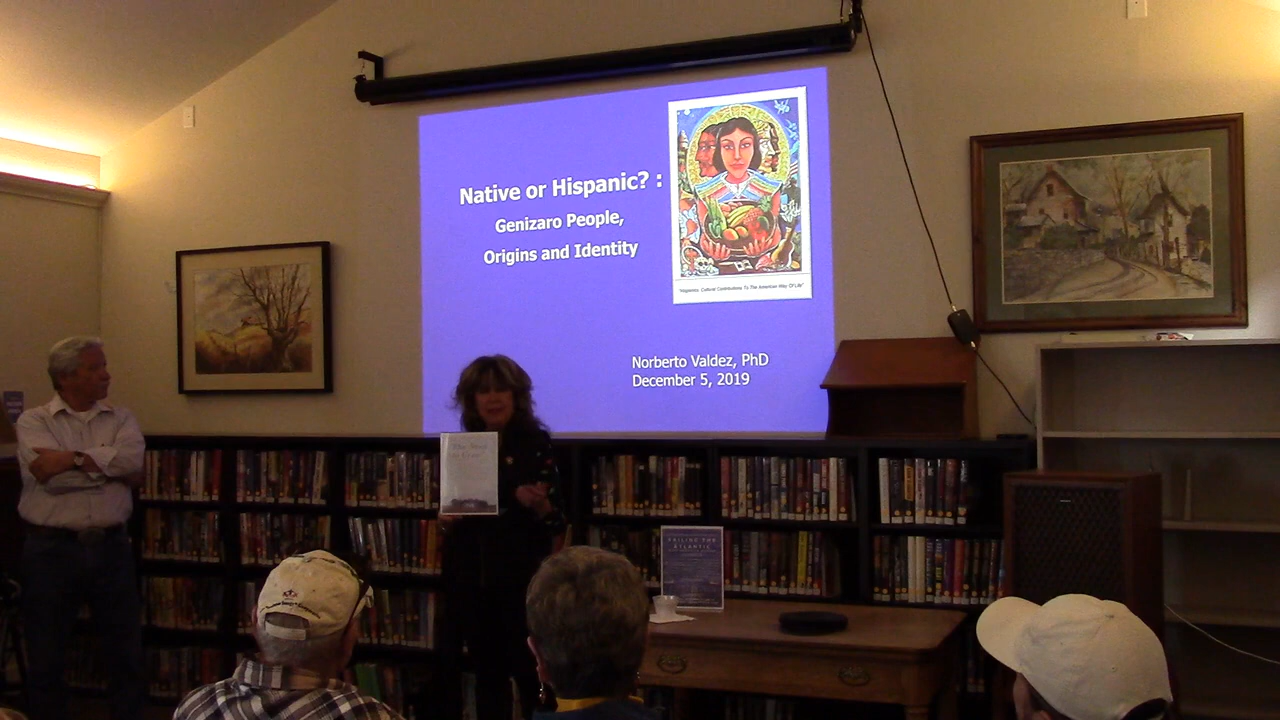 Native or Hispanic? :
Genizaro People,
Origins and Identity
"Hispanics: Cultural Contributions To The American Way Of Life"
Norberto Valdez, PhD
December 5, 2019
SAILING THE
ATLANTIC